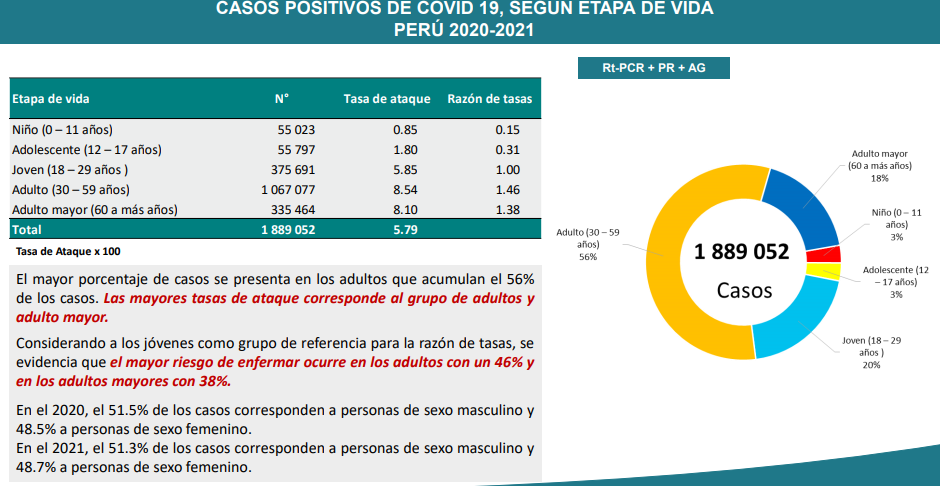 CASOS POSITIVOS DE COVID 19, SEGÚN ETAPA DE VIDA
PERÚ 2020-2021
Rt-PCR + PR + AG
Etapa de vida N° Tasa de ataque Razón de tasas
Niño (0 – 11 años) 55 023 0.85 0.15
Adolescente (12 – 17 años) 55 797 1.80 0.31
Joven (18 – 29 años ) 375 691 5.85 1.00
Adulto (30 – 59 años) 1 067 077 8.54 1.46
Adulto mayor (60 a más años) 335 464 8.10 1.38
Total 1 889 052 5.79
Tasa de Ataque x 100
El mayor porcentaje de casos se presenta en los adultos que acumulan el 56%
de los casos. Las mayores tasas de ataque corresponde al grupo de adultos y
adulto mayor.
Considerando a los jóvenes como grupo de referencia para la razón de tasas, se
evidencia que el mayor riesgo de enfermar ocurre en los adultos con un 46% y
en los adultos mayores con 38%.
En el 2020, el 51.5% de los casos corresponden a personas de sexo masculino y
48.5% a personas de sexo femenino.
En el 2021, el 51.3% de los casos corresponden a personas de sexo masculino y
48.7% a personas de sexo femenino.
Adulto mayor
(60 a más años)
18%
Niño (0 – 11
años)
3%
Adolescente (12
– 17 años)
3%
Joven (18 – 29
años )
20%
Adulto (30 – 59
años)
56%
1 889 052
Casos